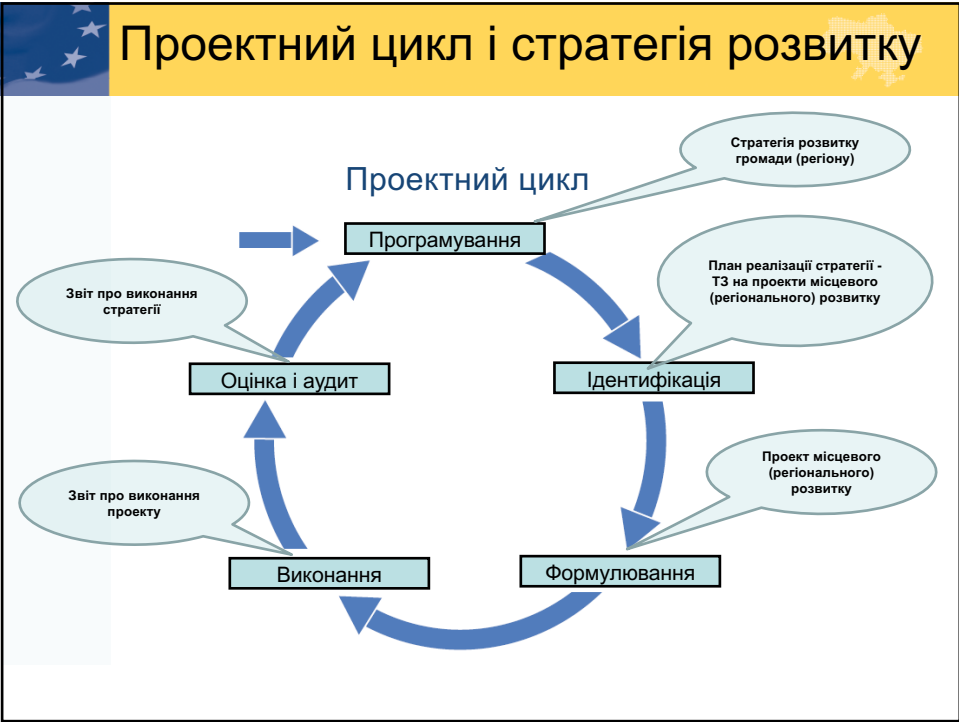 Проектний цикл і стратегія розвитку
Стратегія розвитку
громади (регіону)
Проектний цикл
Програмування
План реалізації стратегії -
ТЗ на проекти місцевого
(регіонального) розвитку
Звіт про виконання
стратегії
Оцінка і аудит
Ідентифікація
Проект місцевого
(регіонального)
розвитку
Звіт про виконання
проекту
Виконання
Формулювання